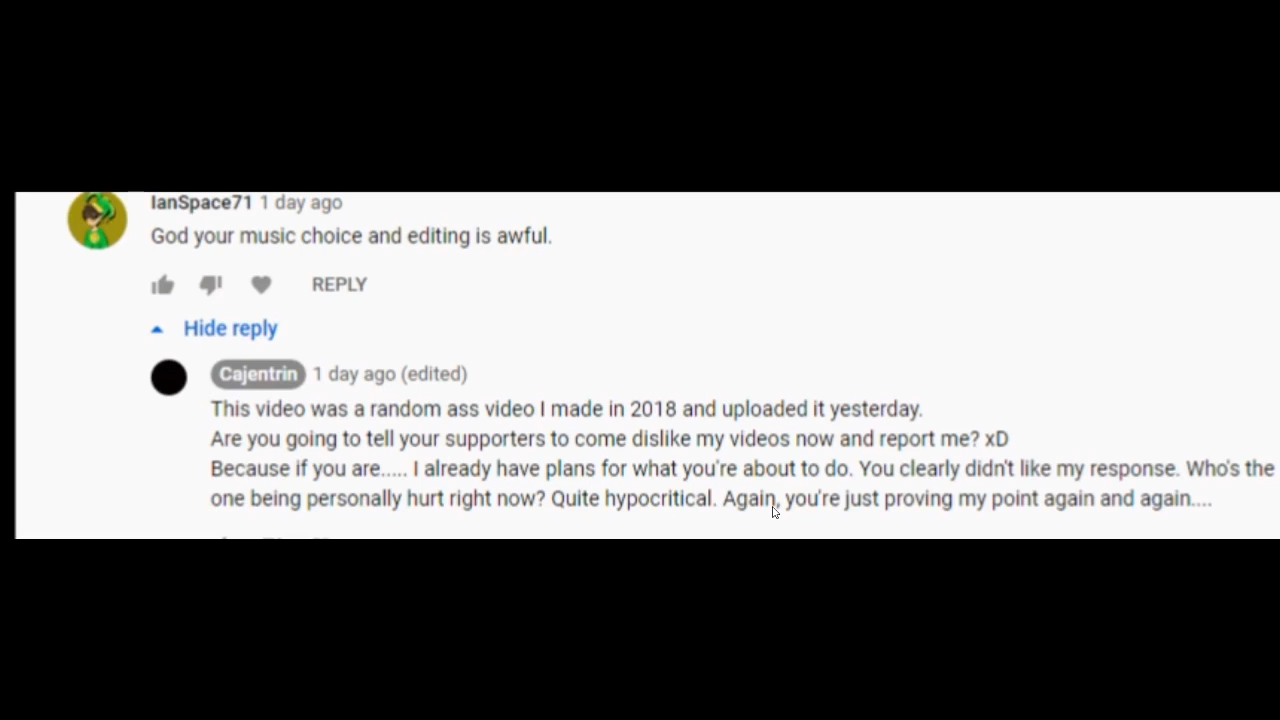 IanSpace71 1 day ago
God your music choice and editing is awful.
REPLY
Hide reply
Cajentrin 1 day ago (edited)
This video was a random ass video I made in 2018 and uploaded it yesterday.
Are you going to tell your supporters to come dislike my videos now and report me? xD
Because if you are..... I already have plans for what you're about to do. You clearly didn't like my response. Who's the
one being personally hurt right now? Quite hypocritical. Again, you're just proving my point again and again....